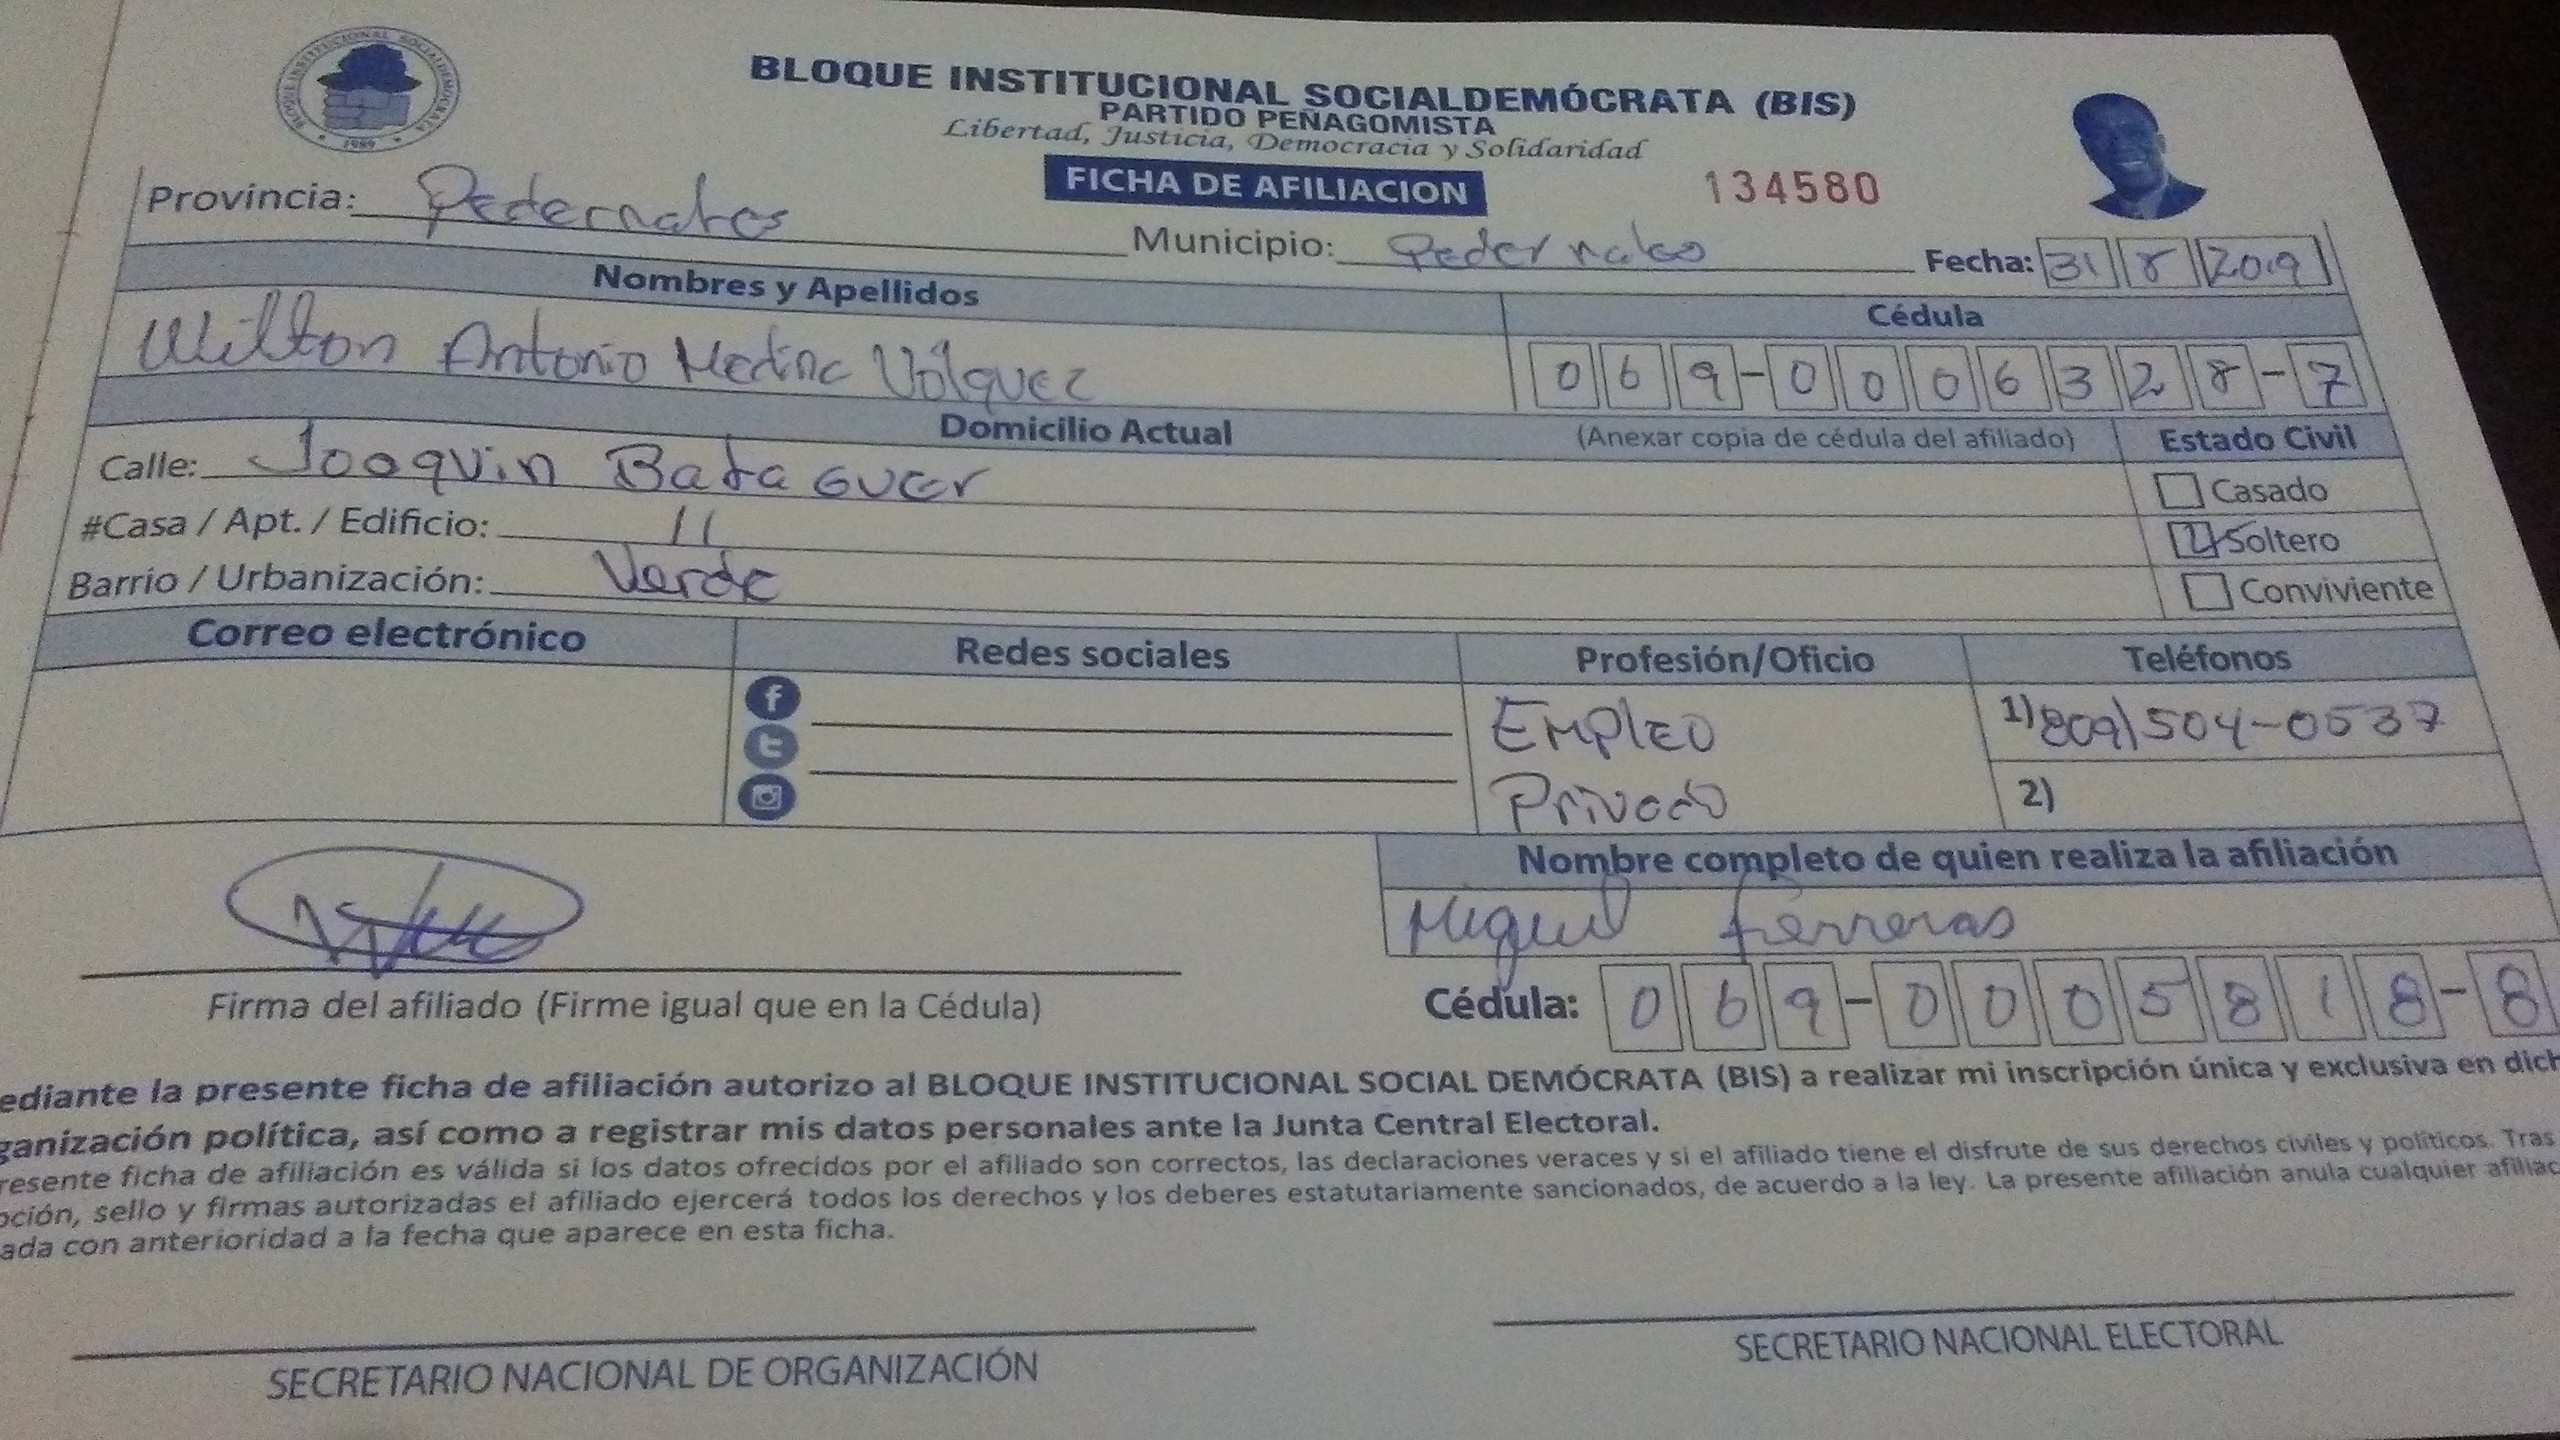 BLOQUE INSTITUCIONAL SOCIALDEMÓCRATA
1989
BLOQUE INSTITUCIONAL SOCIALDEMÓCRATA (BIS)
PARTIDO PEÑAGOMISTA
Libertad, Justicia, Democracia y Solidaridad
FICHA DE AFILIACION 134580
Provincia: Pedernales Municipio: Pedernales Fecha: 31 8 2019
Nombres y Apellidos Cédula
Wilton Antonio Medina Vólquez 069-0006328-7
Domicilio Actual (Anexar copia de cédula del afiliado) Estado Civil
Calle: Joaquin Balaguer Casado
#Casa / Apt. / Edificio: 11 Soltero
Barrio / Urbanización: Verde Conviviente
Correo electrónico Redes sociales Profesión/Oficio Teléfonos
Empleo 1) 809) 504-0537
Privado 2)
Nombre completo de quien realiza la afiliación
Miguel Ferreras
Firma del afiliado (Firme igual que en la Cédula) Cédula: 069-0005818-8
ediante la presente ficha de afiliación autorizo al BLOQUE INSTITUCIONAL SOCIAL DEMÓCRATA (BIS) a realizar mi inscripción única y exclusiva en dich
ganización política, así como a registrar mis datos personales ante la Junta Central Electoral.
resente ficha de afiliación es válida si los datos ofrecidos por el afiliado son correctos, las declaraciones veraces y si el afiliado tiene el disfrute de sus derechos civiles y políticos. Tras
pción, sello y firmas autorizadas el afiliado ejercerá todos los derechos y los deberes estatutariamente sancionados, de acuerdo a la ley. La presente afiliación anula cualquier afiliac
ada con anterioridad a la fecha que aparece en esta ficha.
SECRETARIO NACIONAL DE ORGANIZACIÓN SECRETARIO NACIONAL ELECTORAL